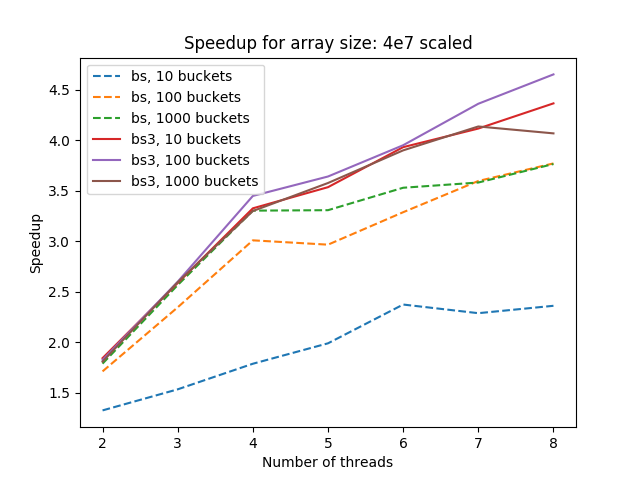 Speedup for array size: 4e7 scaled
bs, 10 buckets
bs, 100 buckets
bs, 1000 buckets
bs3, 10 buckets
bs3, 100 buckets
bs3, 1000 buckets
4.5
4.0
3.5
3.0
2.5
2.0
1.5
Speedup
2 3 4 5 6 7 8
Number of threads